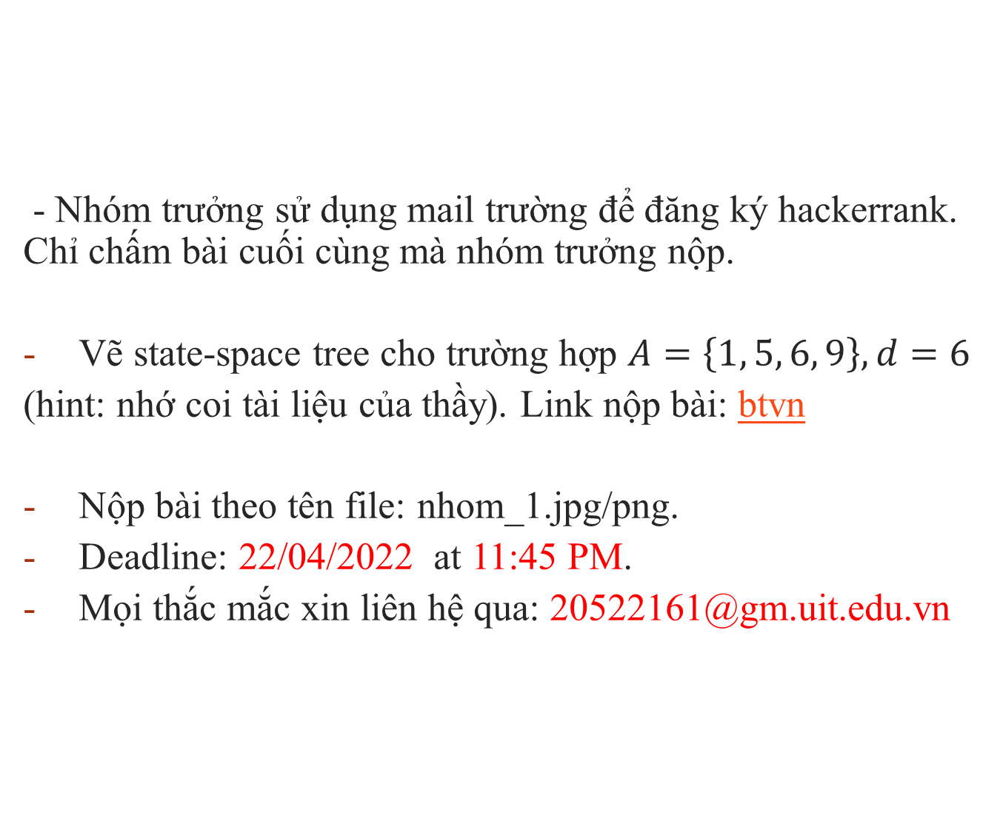 - Nhóm trưởng sử dụng mail trường để đăng ký hackerrank.
Chỉ chấm bài cuối cùng mà nhóm trưởng nộp.
- Vẽ state-space tree cho trường hợp A = {1, 5, 6, 9}, d = 6
(hint: nhớ coi tài liệu của thầy). Link nộp bài: btvn
- Nộp bài theo tên file: nhom_1.jpg/png.
- Deadline: 22/04/2022 at 11:45 PM.
- Mọi thắc mắc xin liên hệ qua: 20522161@gm.uit.edu.vn